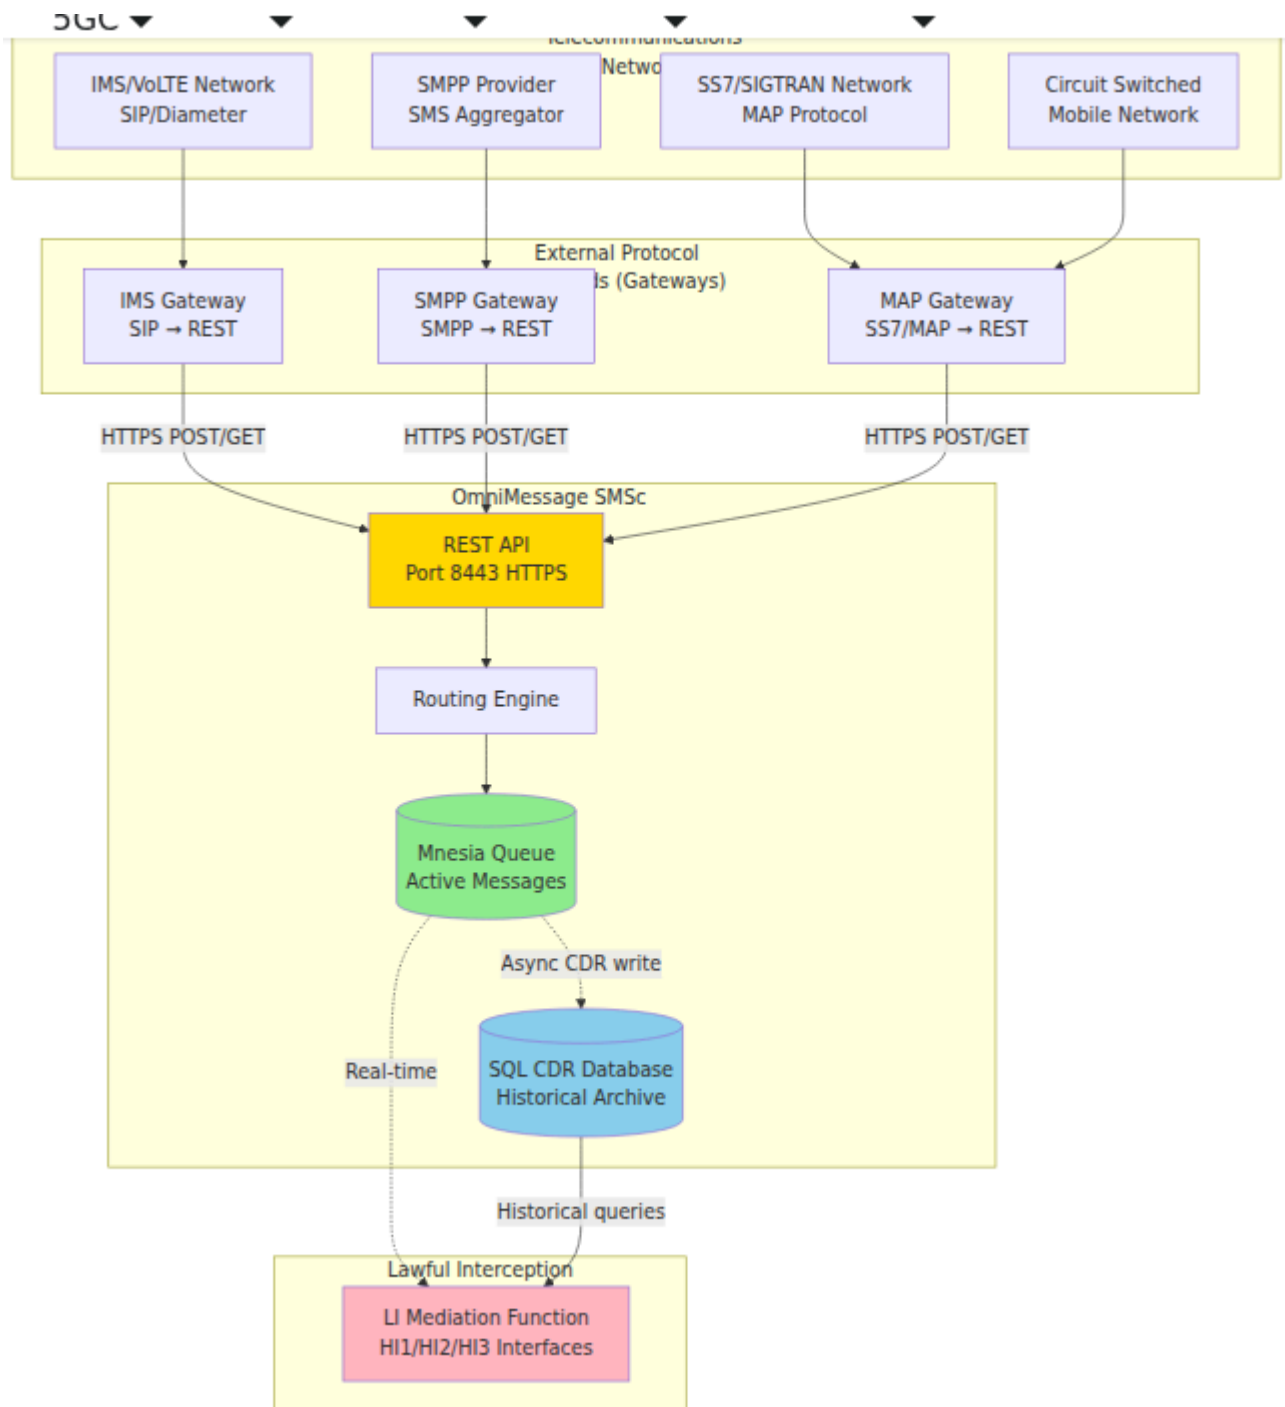 5GC
Telecommunications
Netwo
IMS/VoLTE Network
SIP/Diameter
SMPP Provider
SMS Aggregator
SS7/SIGTRAN Network
MAP Protocol
Circuit Switched
Mobile Network
External Protocol
ds (Gateways)
IMS Gateway
SIP → REST
SMPP Gateway
SMPP → REST
MAP Gateway
SS7/MAP → REST
HTTPS POST/GET
HTTPS POST/GET
HTTPS POST/GET
OmniMessage SMSc
REST API
Port 8443 HTTPS
Routing Engine
Mnesia Queue
Active Messages
Async CDR write
Real-time
SQL CDR Database
Historical Archive
Historical queries
Lawful Interception
LI Mediation Function
HI1/HI2/HI3 Interfaces